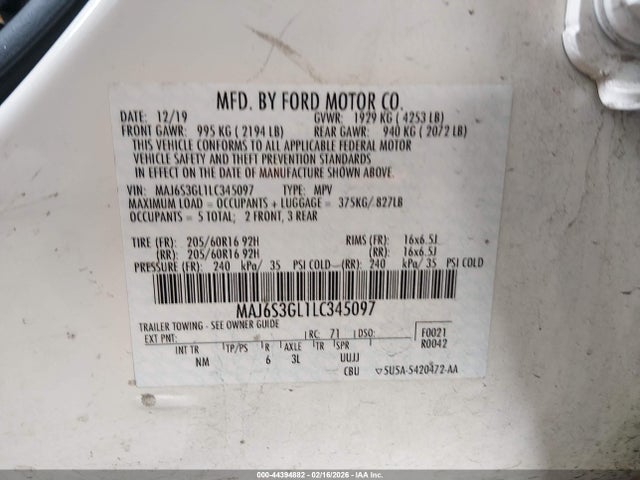 MFD. BY FORD MOTOR CO.
DATE: 12/19 GVWR: 1929 KG ( 4253 LB)
FRONT GAWR: 995 KG ( 2194 LB) REAR GAWR: 940 KG ( 2072 LB)
THIS VEHICLE CONFORMS TO ALL APPLICABLE FEDERAL MOTOR
VEHICLE SAFETY AND THEFT PREVENTION STANDARDS
IN EFFECT ON THE DATE OF MANUFACTURE SHOWN ABOVE.
VIN: MAJ6S3GL1LC345097 TYPE: MPV
MAXIMUM LOAD = OCCUPANTS + LUGGAGE = 375KG/ 827LB
OCCUPANTS = 5 TOTAL; 2 FRONT, 3 REAR
TIRE (FR): 205/60R16 92H RIMS (FR): 16x6.5J
(RR): 205/60R16 92H (RR): 16x6.5J
PRESSURE (FR): 240 kPa/ 35 PSI COLD (RR): 240 kPa/ 35 PSI COLD
MAJ6S3GL1LC345097
TRAILER TOWING - SEE OWNER GUIDE
EXT PNT: RC: 71 DSO: F0021
R0042
INT TR TP/PS R AXLE TR SPR
NM 6 3L UUJJ
CBU 5U5A-5420472-AA
000-44394882 - 02/16/2026 - IAA Inc.